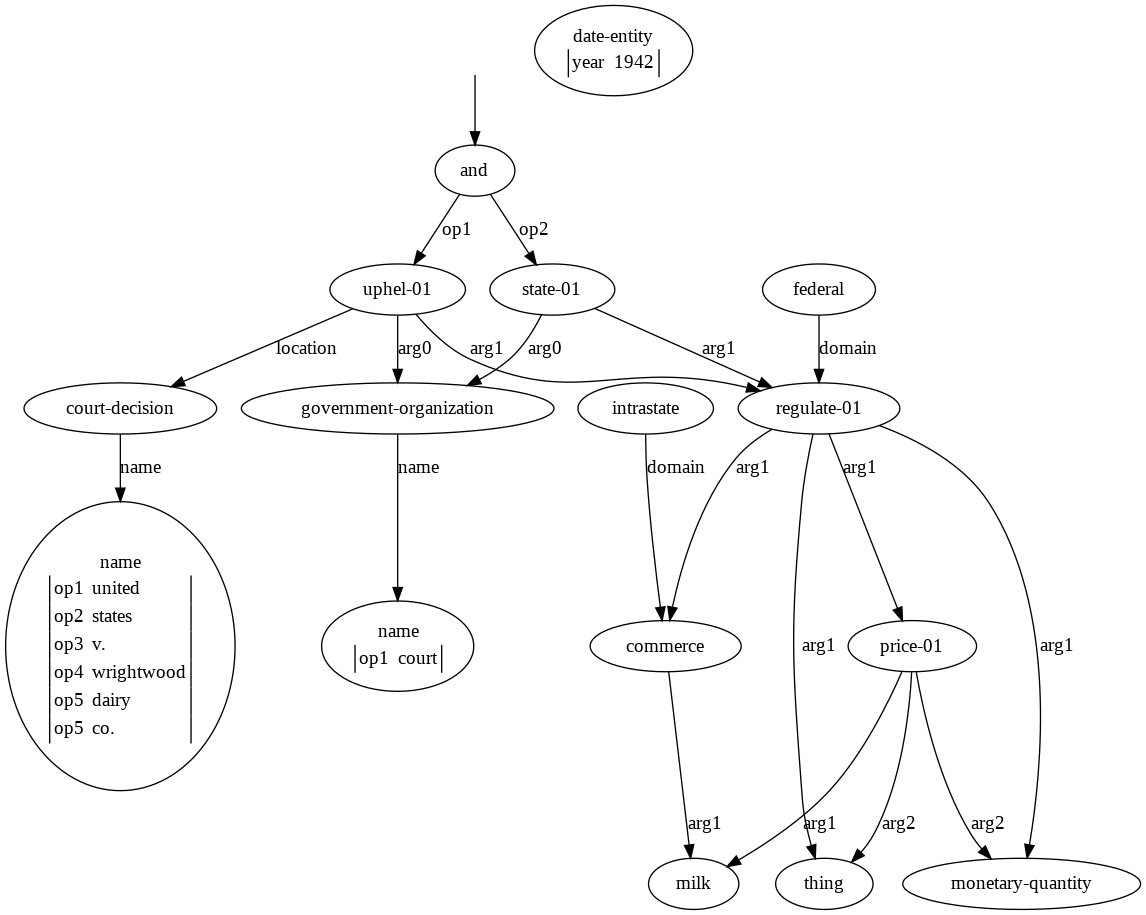 date-entity
year 1942
and
op1
op2
uphel-01
state-01
federal
location
arg0
arg1
arg0
arg1
domain
court-decision
government-organization
intrastate
regulate-01
name
name
domain
arg1
arg1
name
op1 united
op2 states
op3 v.
op4 wrightwood
op5 dairy
op5 co.
name
op1 court
commerce
arg1
price-01
arg1
arg1
arg1
arg2
arg2
milk
thing
monetary-quantity